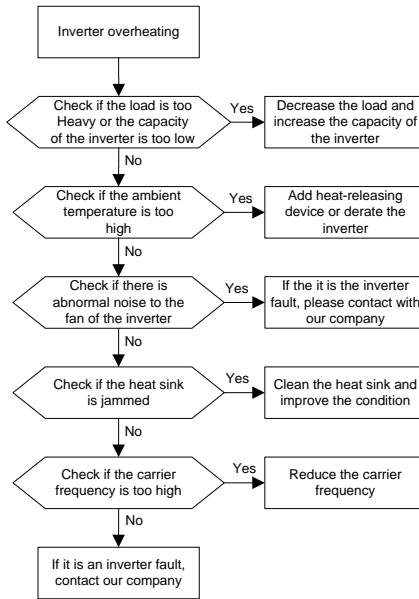 Inverter overheating
Check if the load is too
Heavy or the capacity
of the inverter is too low
Yes
Decrease the load and
increase the capacity of
the inverter
No
Check if the ambient
temperature is too
high
Yes
Add heat-releasing
device or derate the
inverter
No
Check if there is
abnormal noise to the
fan of the inverter
Yes
If the it is the inverter
fault, please contact with
our company
No
Check if the heat sink
is jammed
Yes
Clean the heat sink and
improve the condition
No
Check if the carrier
frequency is too high
Yes
Reduce the carrier
frequency
No
If it is an inverter fault,
contact our company